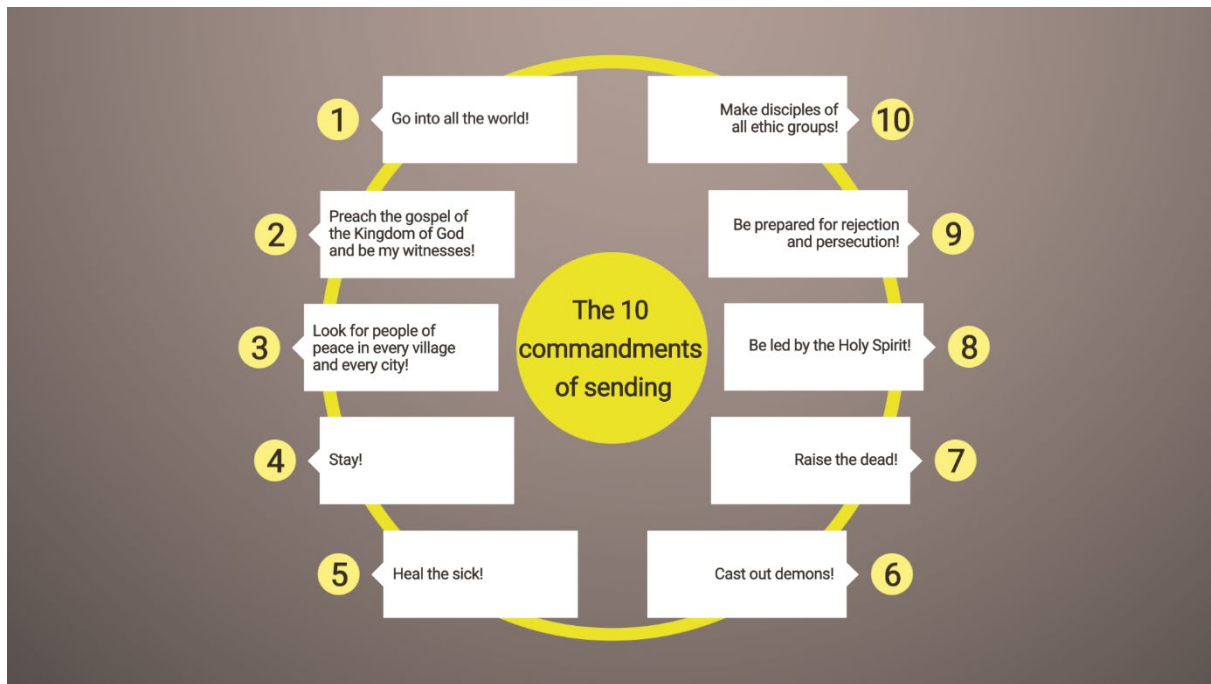 The 10
commandments
of sending
1
Go into all the world!
2
Preach the gospel of
the Kingdom of God
and be my witnesses!
3
Look for people of
peace in every village
and every city!
4
Stay!
5
Heal the sick!
6
Cast out demons!
7
Raise the dead!
8
Be led by the Holy Spirit!
9
Be prepared for rejection
and persecution!
10
Make disciples of
all ethic groups!